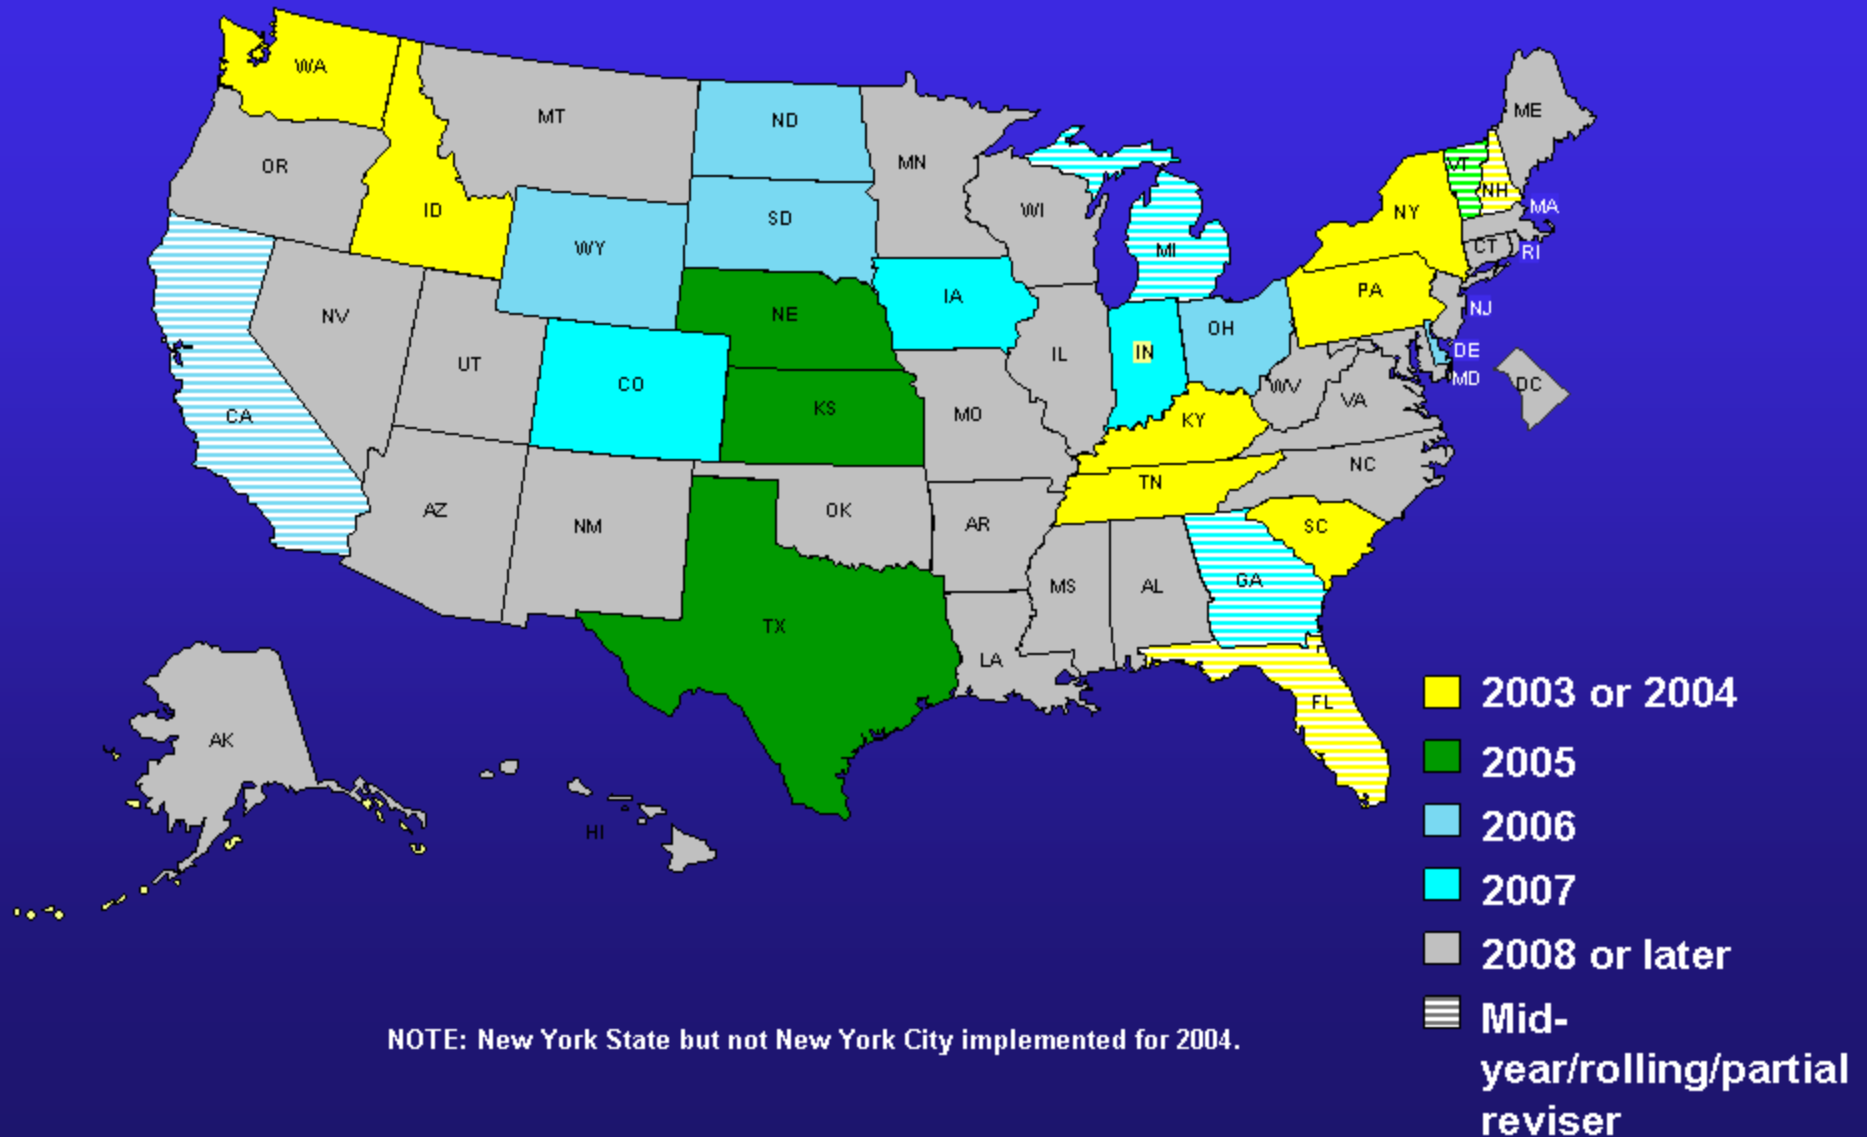 WA
MT
ND
MN
ME
OR
ID
SD
WI
NY
VT
NH
MA
WY
MI
CT
RI
IA
PA
NV
NE
NJ
UT
CO
IL
IN
OH
DE
MD
DC
CA
KS
MO
KY
WV
VA
TN
NC
AZ
NM
OK
AR
SC
MS
AL
GA
TX
LA
FL
AK
HI
2003 or 2004
2005
2006
2007
2008 or later
Mid-
year/rolling/partial
reviser
NOTE: New York State but not New York City implemented for 2004.